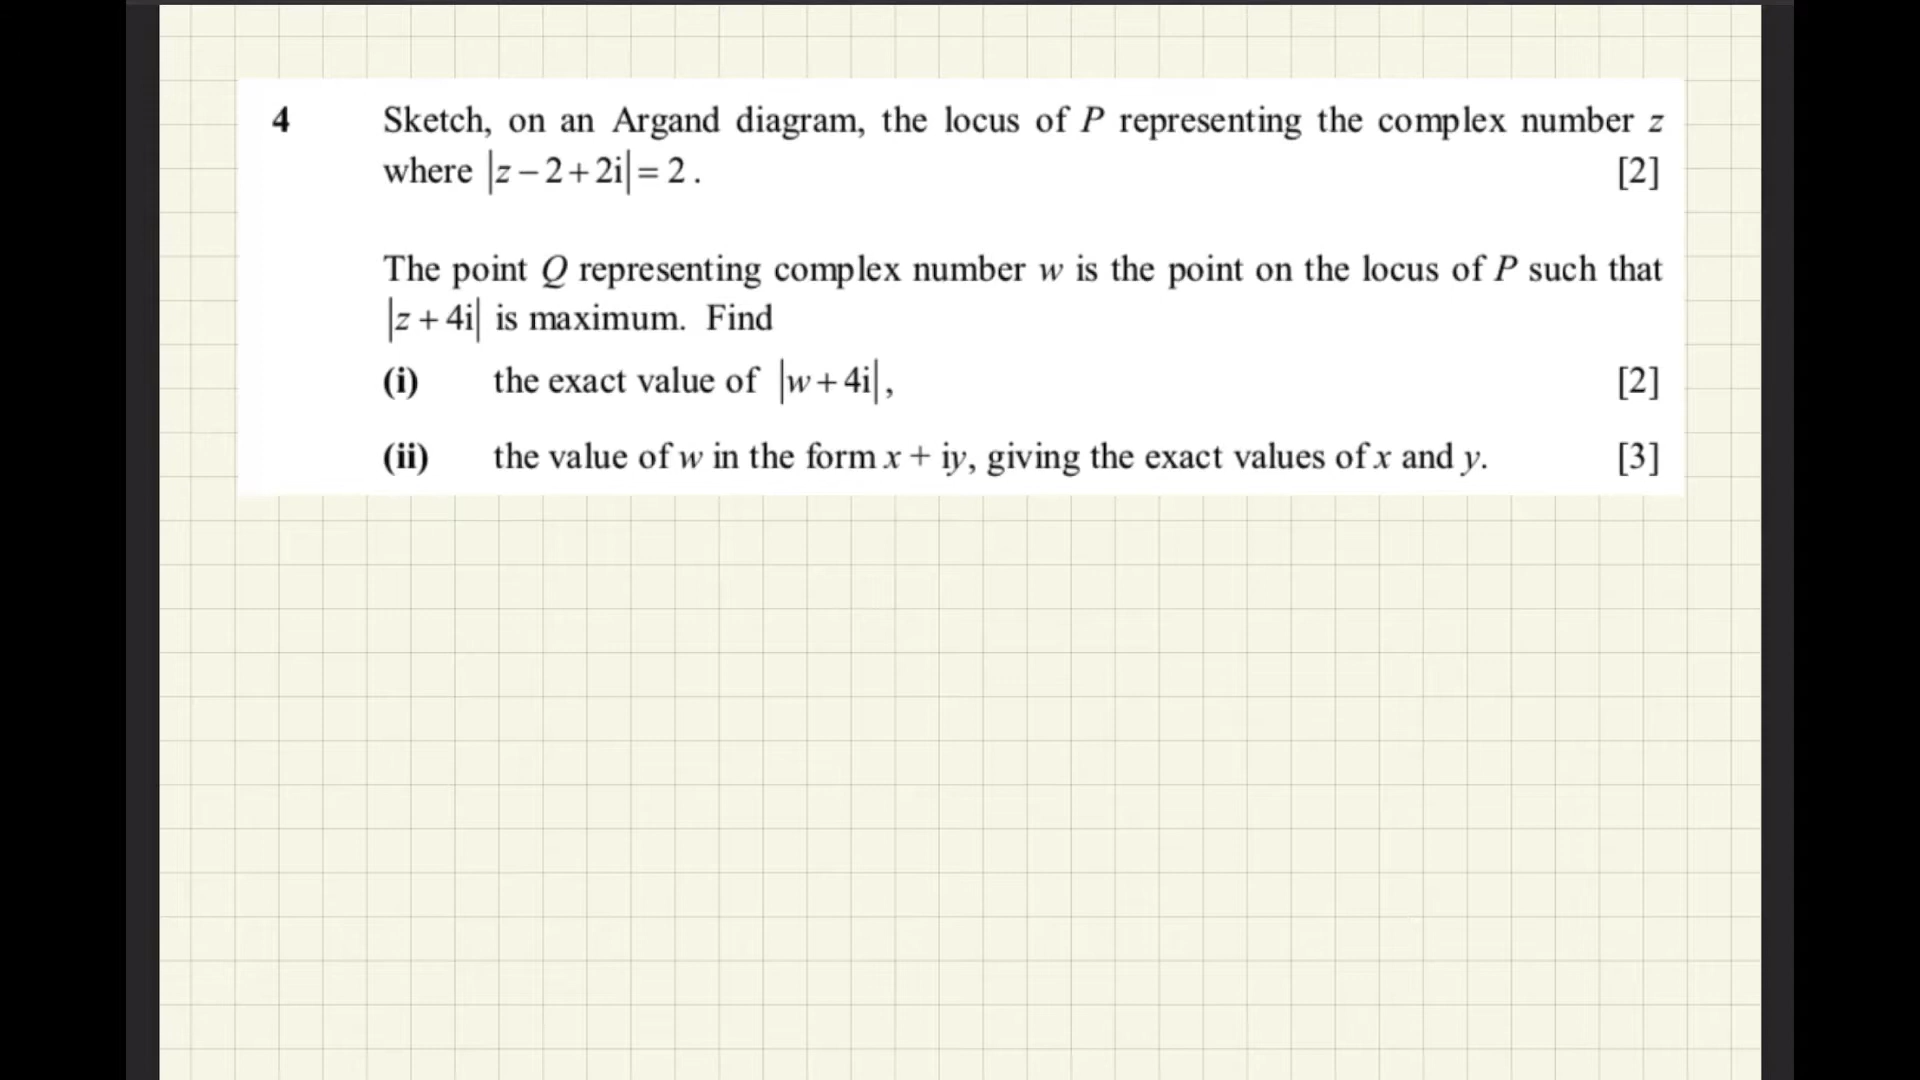 4 Sketch, on an Argand diagram, the locus of P representing the complex number z
where |z − 2 + 2i| = 2. [2]
The point Q representing complex number w is the point on the locus of P such that
|z + 4i| is maximum. Find
(i) the exact value of |w + 4i|, [2]
(ii) the value of w in the form x + iy, giving the exact values of x and y. [3]